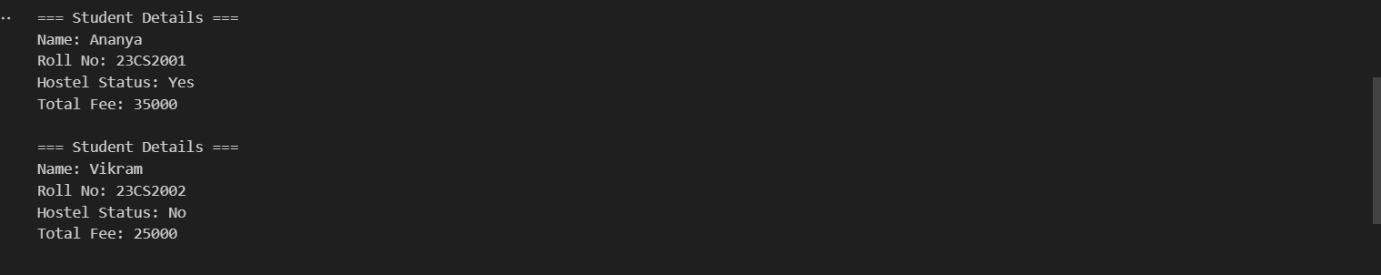 === Student Details ===
Name: Ananya
Roll No: 23CS2001
Hostel Status: Yes
Total Fee: 35000
=== Student Details ===
Name: Vikram
Roll No: 23CS2002
Hostel Status: No
Total Fee: 25000